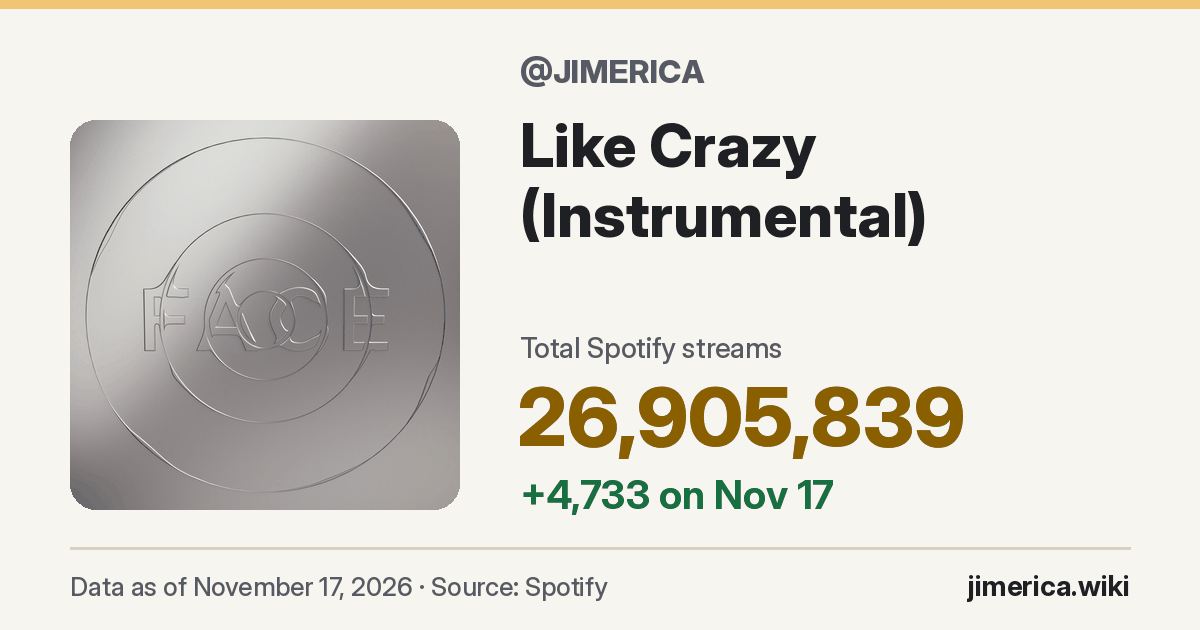 @JIMERICA
Like Crazy
(Instrumental)
FACE
Total Spotify streams
26,905,839
+4,733 on Nov 17
Data as of November 17, 2026 · Source: Spotify
jimerica.wiki